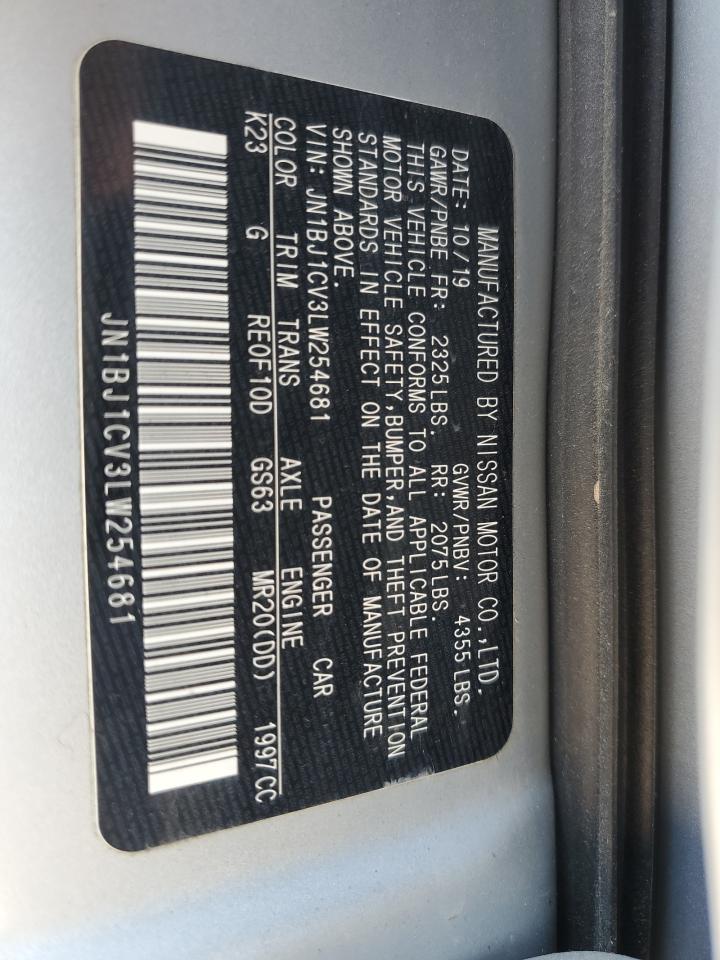 MANUFACTURED BY NISSAN MOTOR CO.,LTD.
DATE: 10/19 GVWR/PNBV: 4355 LBS.
GAWR/PNBE FR: 2325 LBS. RR: 2075 LBS.
THIS VEHICLE CONFORMS TO ALL APPLICABLE FEDERAL
MOTOR VEHICLE SAFETY,BUMPER,AND THEFT PREVENTION
STANDARDS IN EFFECT ON THE DATE OF MANUFACTURE
SHOWN ABOVE.
VIN: JN1BJ1CV3LW254681 PASSENGER CAR
COLOR TRIM TRANS AXLE ENGINE
K23 G RE0F10D GS63 MR20(DD) 1997CC
JN1BJ1CV3LW254681